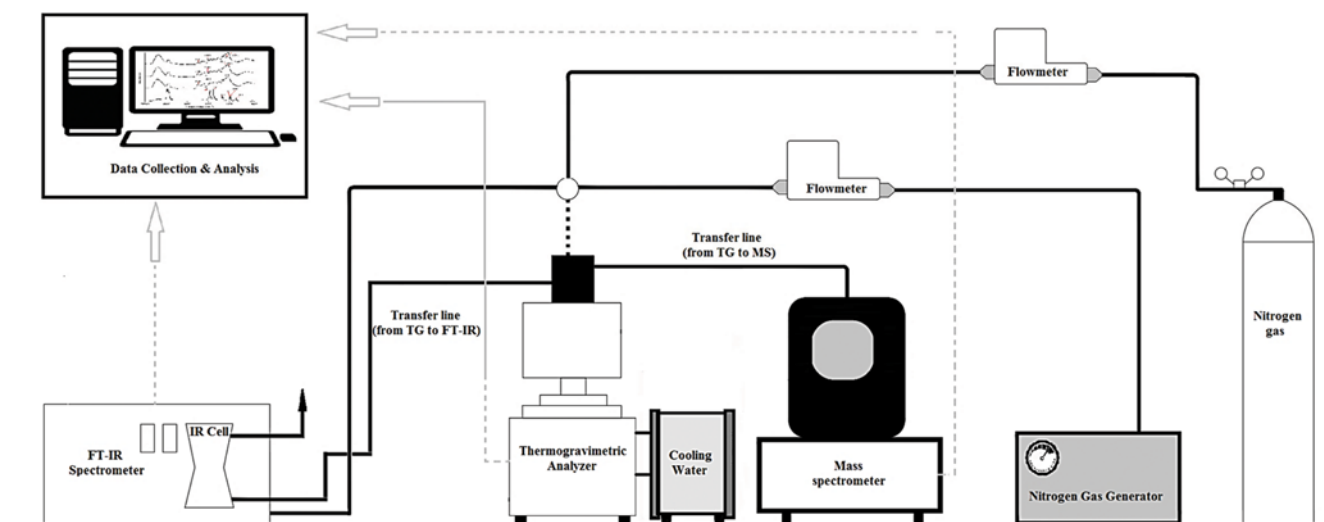 Flowmeter
Data Collection & Analysis
Flowmeter
Transfer line
(from TG to MS)
Transfer line
(from TG to FT-IR)
Nitrogen
gas
FT-IR
Spectrometer
IR Cell
Thermogravimetric
Analyzer
Cooling
Water
Mass
spectrometer
Nitrogen Gas Generator